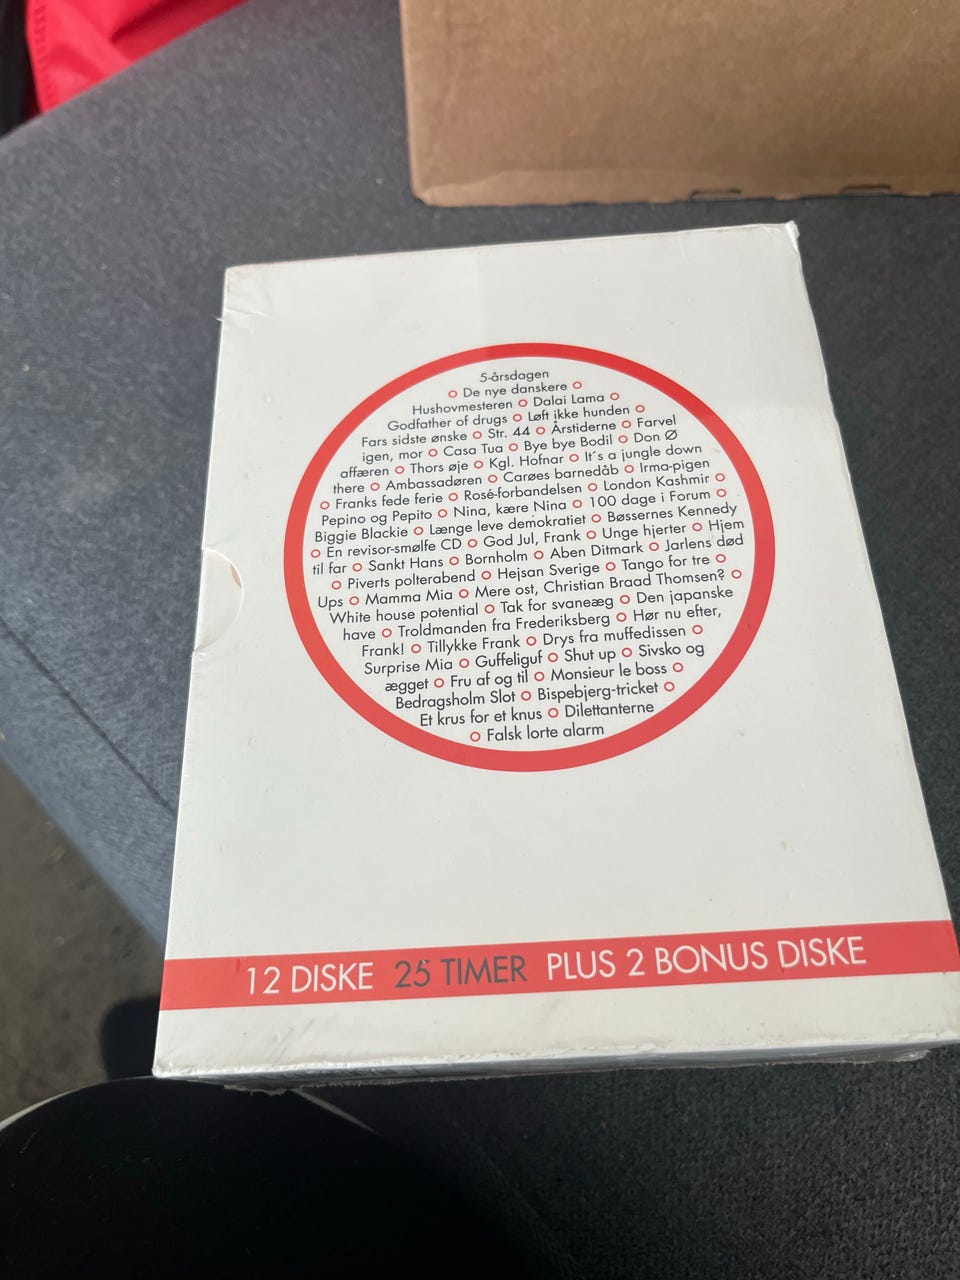 5-årsdagen
o De nye danskere o
Hushovmesteren o Dalai Lama o
Godfather of drugs o Løft ikke hunden o
Fars sidste ønske o Str. 44 o Årstiderne o Farvel
igen, mor o Casa Tua o Bye bye Bodil o Don Ø
affæren o Thors øje o Kgl. Hofnar o It´s a jungle down
there o Ambassadøren o Carøes barnedåb o Irma-pigen
o Franks fede ferie o Rosé-forbandelsen o London Kashmir o
Pepino og Pepito o Nina, kære Nina o 100 dage i Forum o
Biggie Blackie o Længe leve demokratiet o Bøssernes Kennedy
o En revisor-smølfe CD o God Jul, Frank o Unge hjerter o Hjem
til far o Sankt Hans o Bornholm o Aben Ditmark o Jarlens død
o Piverts polterabend o Hejsan Sverige o Tango for tre o
Ups o Mamma Mia o Mere ost, Christian Braad Thomsen? o
White house potential o Tak for svaneæg o Den japanske
have o Troldmanden fra Frederiksberg o Hør nu efter,
Frank! o Tillykke Frank o Drys fra muffedissen o
Surprise Mia o Guffeliguf o Shut up o Sivsko og
ægget o Fru af og til o Monsieur le boss o
Bedragsholm Slot o Bispebjerg-tricket o
Et krus for et knus o Dilettanterne
o Falsk lorte alarm
12 DISKE 25 TIMER PLUS 2 BONUS DISKE